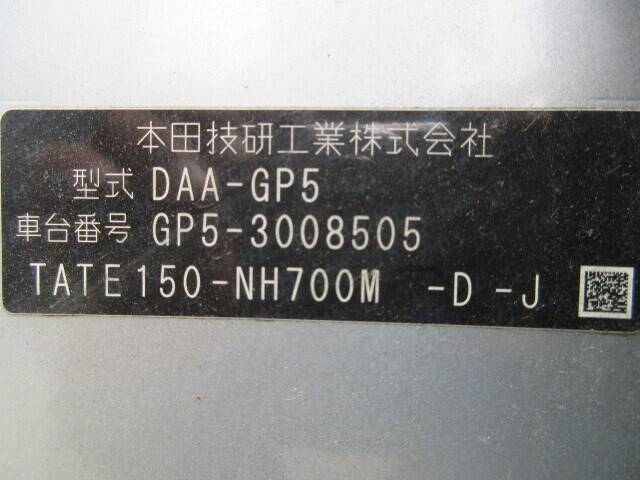 本田技研工業株式会社
型式 DAA-GP5
車台番号 GP5-3008505
TATE150-NH700M -D -J